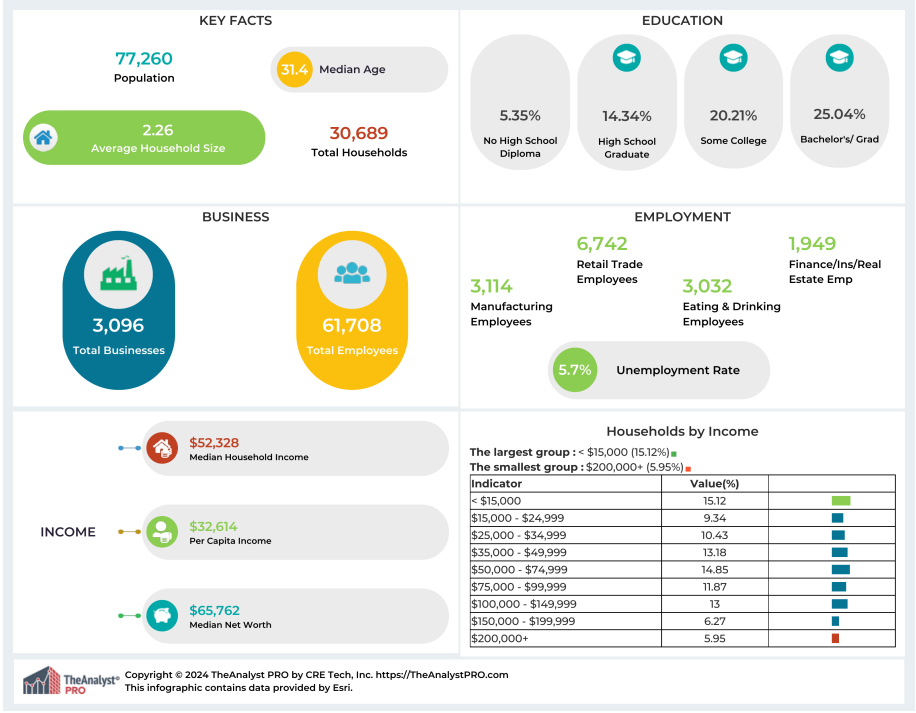 KEY FACTS
77,260
Population
31.4 Median Age
2.26
Average Household Size
30,689
Total Households
EDUCATION
5.35%
No High School
Diploma
14.34%
High School
Graduate
20.21%
Some College
25.04%
Bachelor's/ Grad
BUSINESS
3,096
Total Businesses
61,708
Total Employees
EMPLOYMENT
3,114
Manufacturing
Employees
6,742
Retail Trade
Employees
3,032
Eating & Drinking
Employees
1,949
Finance/Ins/Real
Estate Emp
5.7% Unemployment Rate
INCOME
$52,328
Median Household Income
$32,614
Per Capita Income
$65,762
Median Net Worth
Households by Income
The largest group : < $15,000 (15.12%)
The smallest group : $200,000+ (5.95%)
Indicator Value(%)
< $15,000 15.12
$15,000 - $24,999 9.34
$25,000 - $34,999 10.43
$35,000 - $49,999 13.18
$50,000 - $74,999 14.85
$75,000 - $99,999 11.87
$100,000 - $149,999 13
$150,000 - $199,999 6.27
$200,000+ 5.95
TheAnalyst®
PRO
Copyright © 2024 TheAnalyst PRO by CRE Tech, Inc. https://TheAnalystPRO.com
This infographic contains data provided by Esri.